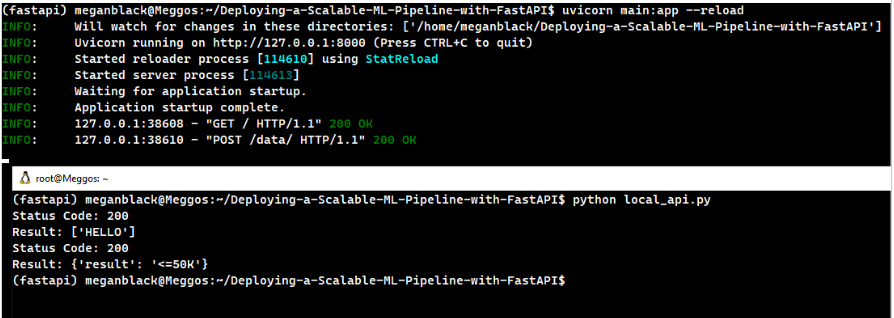 (fastapi) meganblack@Meggos:~/Deploying-a-Scalable-ML-Pipeline-with-FastAPI$ uvicorn main:app --reload
INFO:     Will watch for changes in these directories: ['/home/meganblack/Deploying-a-Scalable-ML-Pipeline-with-FastAPI']
INFO:     Uvicorn running on http://127.0.0.1:8000 (Press CTRL+C to quit)
INFO:     Started reloader process [114610] using StatReload
INFO:     Started server process [114613]
INFO:     Waiting for application startup.
INFO:     Application startup complete.
INFO:     127.0.0.1:38608 - "GET / HTTP/1.1" 200 OK
INFO:     127.0.0.1:38610 - "POST /data/ HTTP/1.1" 200 OK
root@Meggos: ~
(fastapi) meganblack@Meggos:~/Deploying-a-Scalable-ML-Pipeline-with-FastAPI$ python local_api.py
Status Code: 200
Result: ['HELLO']
Status Code: 200
Result: {'result': '<=50K'}
(fastapi) meganblack@Meggos:~/Deploying-a-Scalable-ML-Pipeline-with-FastAPI$